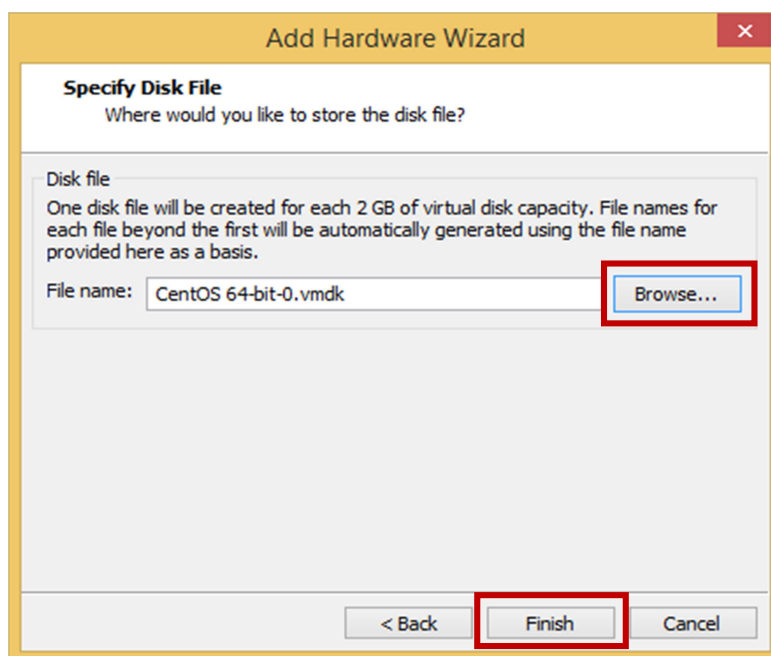 Add Hardware Wizard
Specify Disk File
Where would you like to store the disk file?
Disk file
One disk file will be created for each 2 GB of virtual disk capacity. File names for
each file beyond the first will be automatically generated using the file name
provided here as a basis.
File name: CentOS 64-bit-0.vmdk Browse...
< Back Finish Cancel